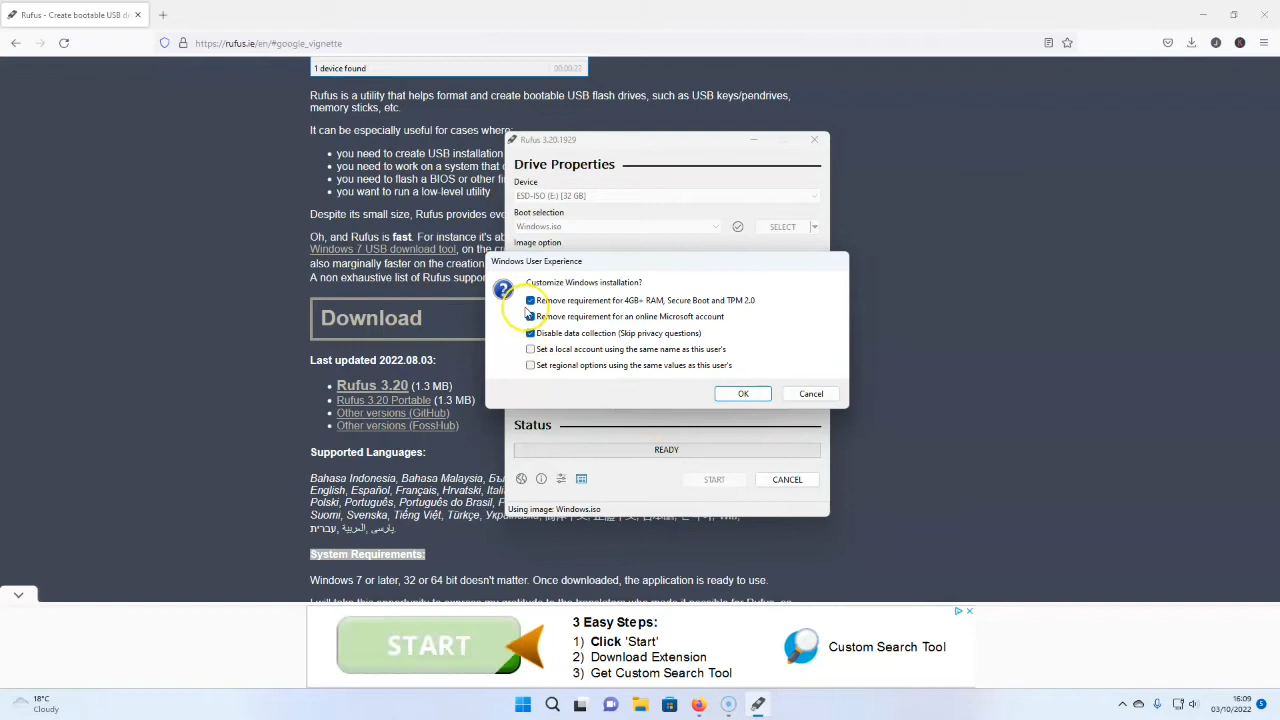 Rufus - Create bootable USB dr
https://rufus.ie/en/#google_vignette
1 device found
00:00:27
Rufus is a utility that helps format and create bootable USB flash drives, such as USB keys/pendrives,
memory sticks, etc.
It can be especially useful for cases where:
you need to create USB installation
you need to work on a system that
you need to flash a BIOS or other fi
you want to run a low-level utility
Despite its small size, Rufus provides eve
Oh, and Rufus is fast. For instance it's ab
Windows 7 USB download tool, on the c
also marginally faster on the creation
A non exhaustive list of Rufus suppo
Download
Last updated 2022.08.03:
Rufus 3.20 (1.3 MB)
Rufus 3.20 Portable (1.3 MB)
Other versions (GitHub)
Other versions (FossHub)
Supported Languages:
Bahasa Indonesia, Bahasa Malaysia,
English, Español, Français, Hrvatski, Itali
Polski, Português, Português do Brasil,
Suomi, Svenska, Tiếng Việt, Türkçe,
پارسی, العربية, עברית.
System Requirements:
Windows 7 or later, 32 or 64 bit doesn't matter. Once downloaded, the application is ready to use.
Rufus 3.20.1929
Drive Properties
Device
ESD-ISO (E:) [32 GB]
Boot selection
Windows.iso
SELECT
Image option
Windows User Experience
Customize Windows installation?
Remove requirement for 4GB+ RAM, Secure Boot and TPM 2.0
Remove requirement for an online Microsoft account
Disable data collection (Skip privacy questions)
Set a local account using the same name as this user's
Set regional options using the same values as this user's
OK
Cancel
Status
READY
START
CANCEL
Using image: Windows.iso
START
3 Easy Steps:
1) Click 'Start'
2) Download Extension
3) Get Custom Search Tool
Custom Search Tool
18°C
Cloudy
16:09
03/10/2022
5